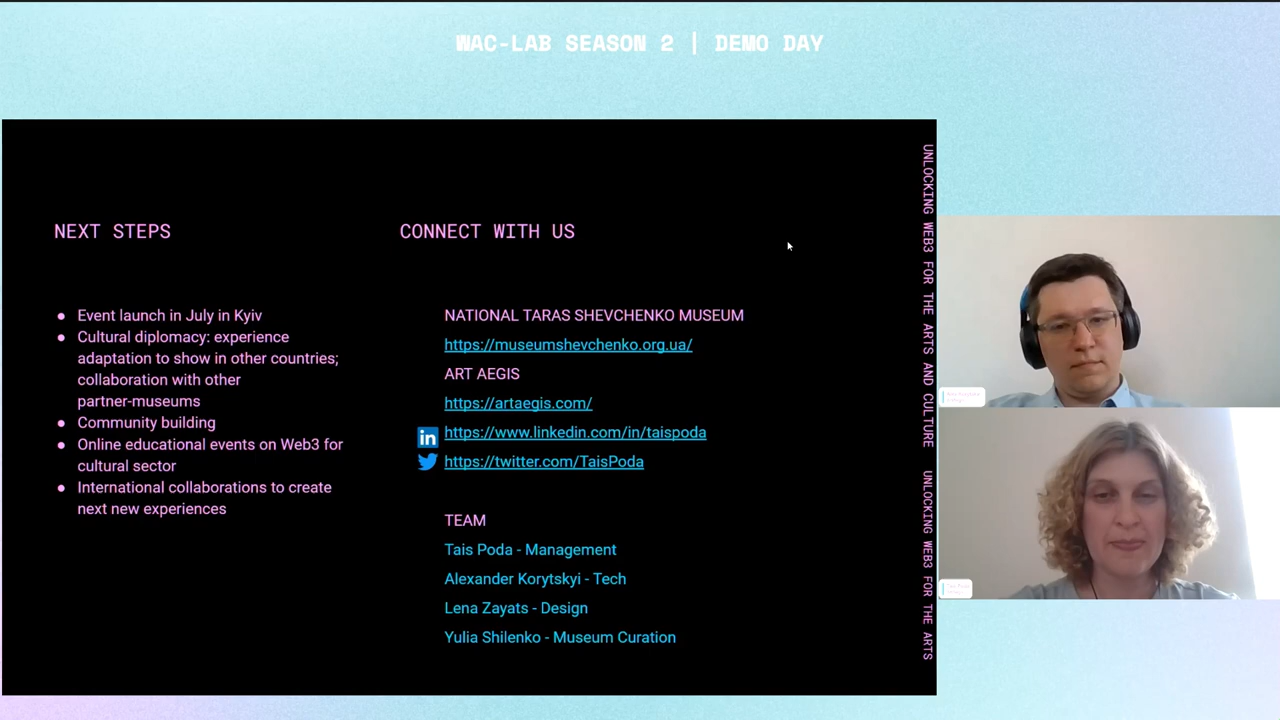 WAC-LAB SEASON 2 | DEMO DAY
NEXT STEPS
● Event launch in July in Kyiv
● Cultural diplomacy: experience
adaptation to show in other countries;
collaboration with other
partner-museums
● Community building
● Online educational events on Web3 for
cultural sector
● International collaborations to create
next new experiences
CONNECT WITH US
NATIONAL TARAS SHEVCHENKO MUSEUM
https://museumshevchenko.org.ua/
ART AEGIS
https://artaegis.com/
in https://www.linkedin.com/in/taispoda
https://twitter.com/TaisPoda
TEAM
Tais Poda - Management
Alexander Korytskyi - Tech
Lena Zayats - Design
Yulia Shilenko - Museum Curation
UNLOCKING WEB3 FOR THE ARTS AND CULTURE UNLOCKING WEB3 FOR THE ARTS